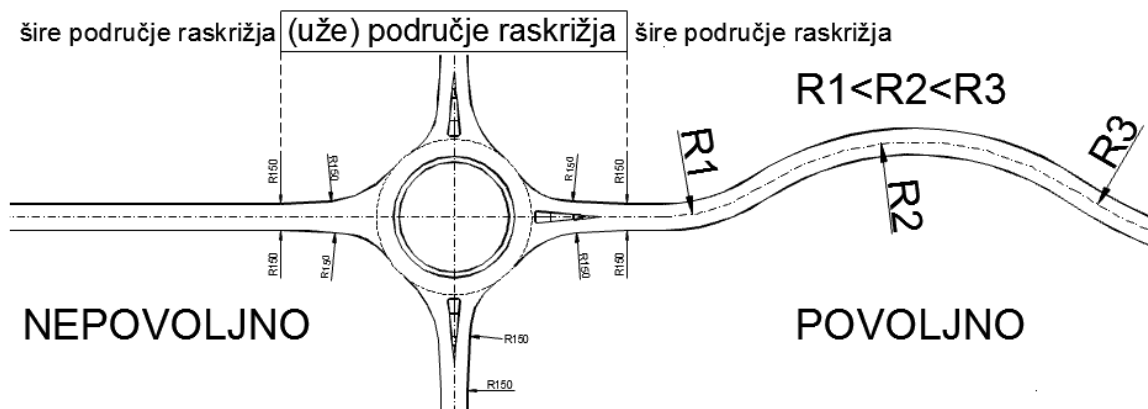 šire područje raskrižja
(uže) područje raskrižja
šire područje raskrižja
R1<R2<R3
R150
R150
R150
R150
R1
R2
R3
R150
R150
R150
R150
NEPOVOLJNO
POVOLJNO
R150
R150